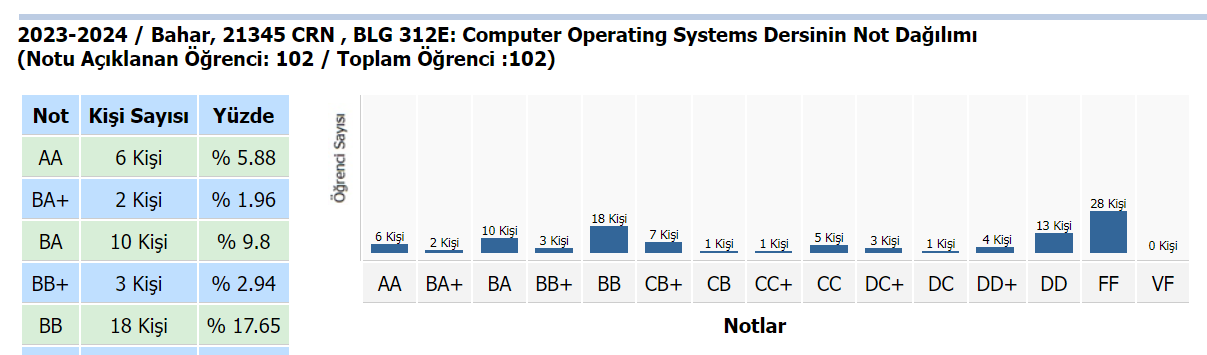 2023-2024 / Bahar, 21345 CRN , BLG 312E: Computer Operating Systems Dersinin Not Dağılımı
(Notu Açıklanan Öğrenci: 102 / Toplam Öğrenci :102)
Not Kişi Sayısı Yüzde
AA 6 Kişi % 5.88
BA+ 2 Kişi % 1.96
BA 10 Kişi % 9.8
BB+ 3 Kişi % 2.94
BB 18 Kişi % 17.65
Öğrenci Sayısı
6 Kişi 2 Kişi 10 Kişi 3 Kişi 18 Kişi 7 Kişi 1 Kişi 1 Kişi 5 Kişi 3 Kişi 1 Kişi 4 Kişi 13 Kişi 28 Kişi 0 Kişi
AA BA+ BA BB+ BB CB+ CB CC+ CC DC+ DC DD+ DD FF VF
Notlar